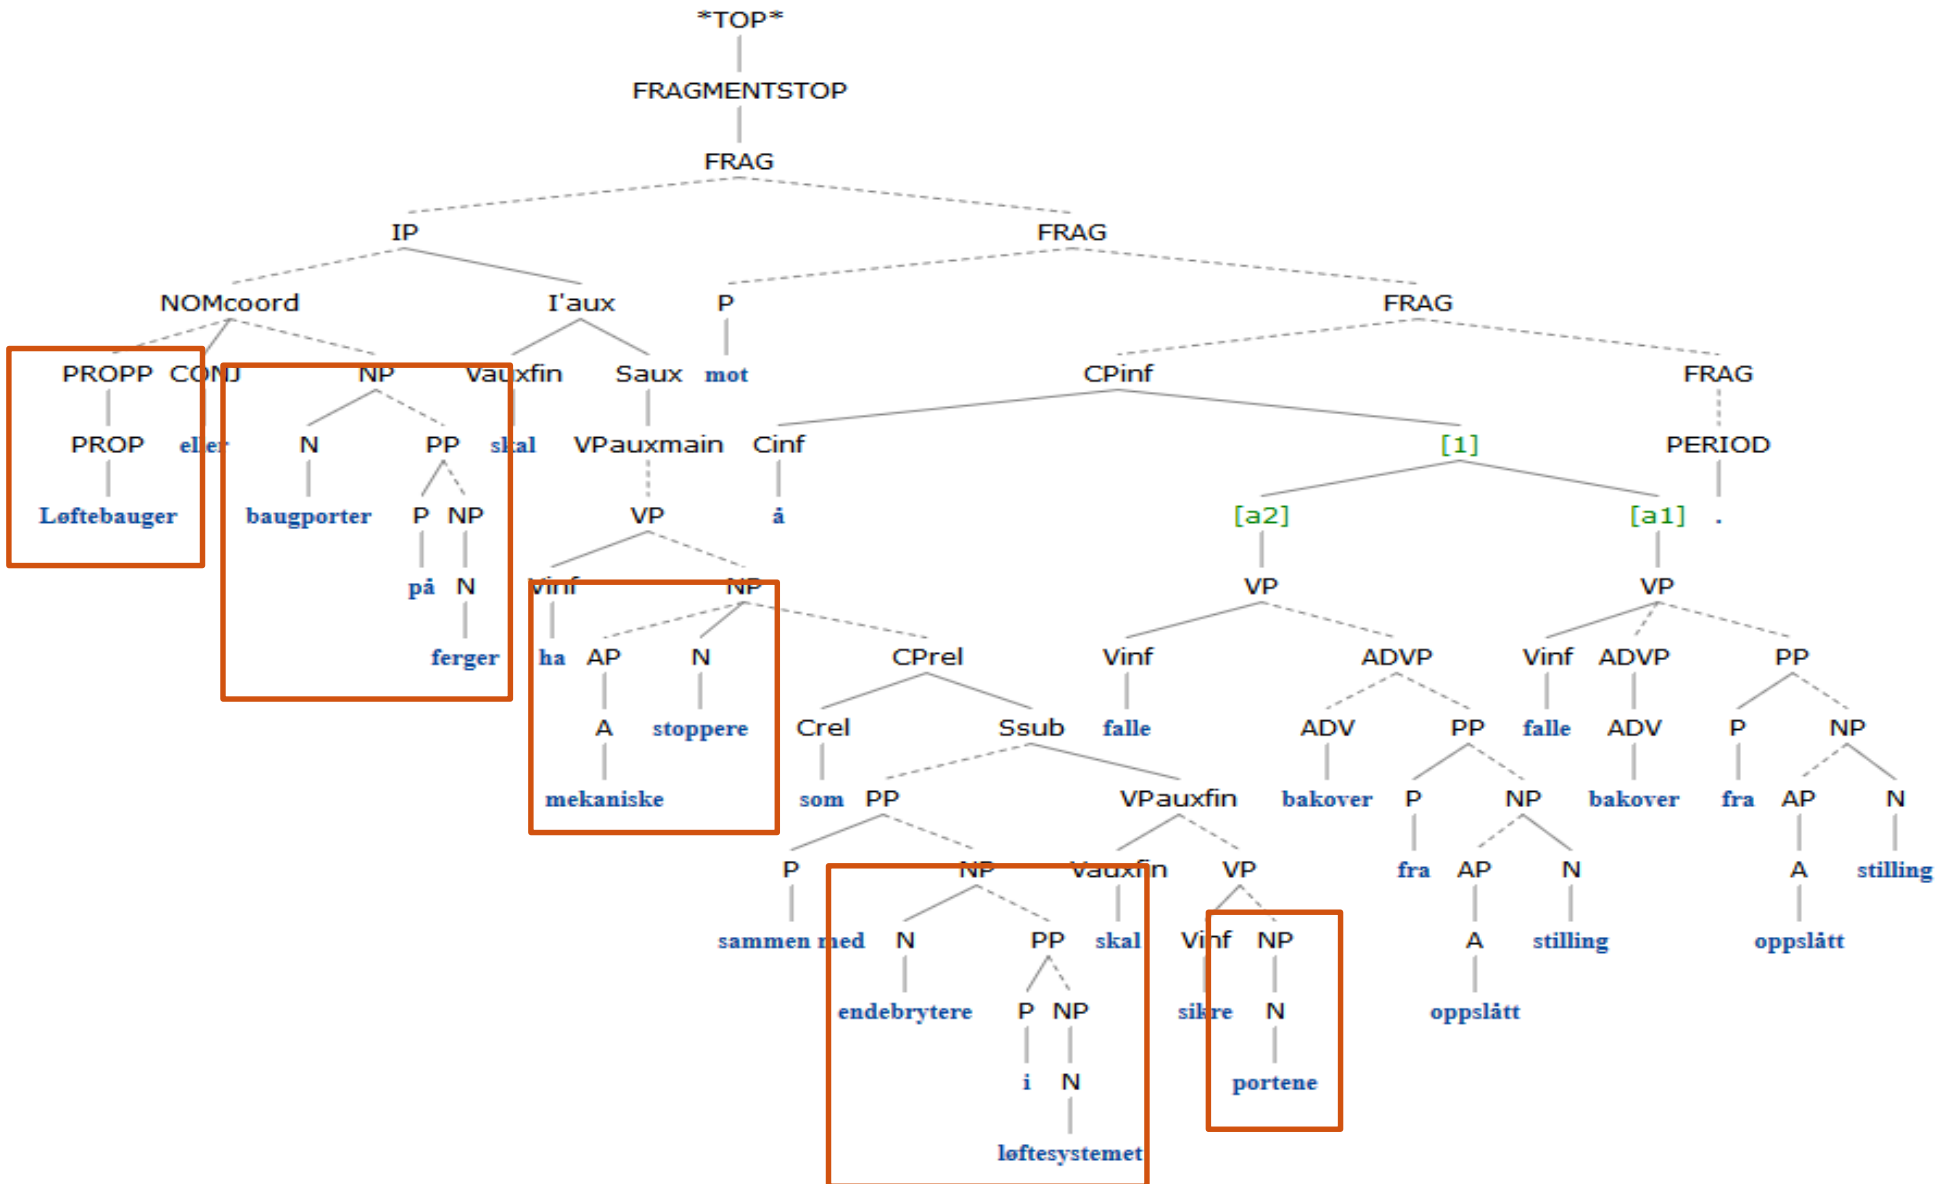 *TOP*
FRAGMENTSTOP
FRAG
IP FRAG
NOMcoord I'aux P FRAG
PROPP CONJ NP Vauxfin Saux mot CPinf FRAG
PROP eller N PP skal VPauxmain Cinf [1] PERIOD
Løftebauger baugporter P NP VP å [a2] [a1] .
på N Vinf NP VP VP
ferger ha AP N CPrel Vinf ADVP Vinf ADVP PP
A stoppere Crel Ssub falle ADV PP falle ADV P NP
mekaniske som PP VPauxfin bakover P NP bakover fra AP N
P NP Vauxfin VP fra AP N A stilling
sammen med N PP skal Vinf NP A stilling oppslått
endebrytere P NP sikre N oppslått
i N portene
løftesystemet